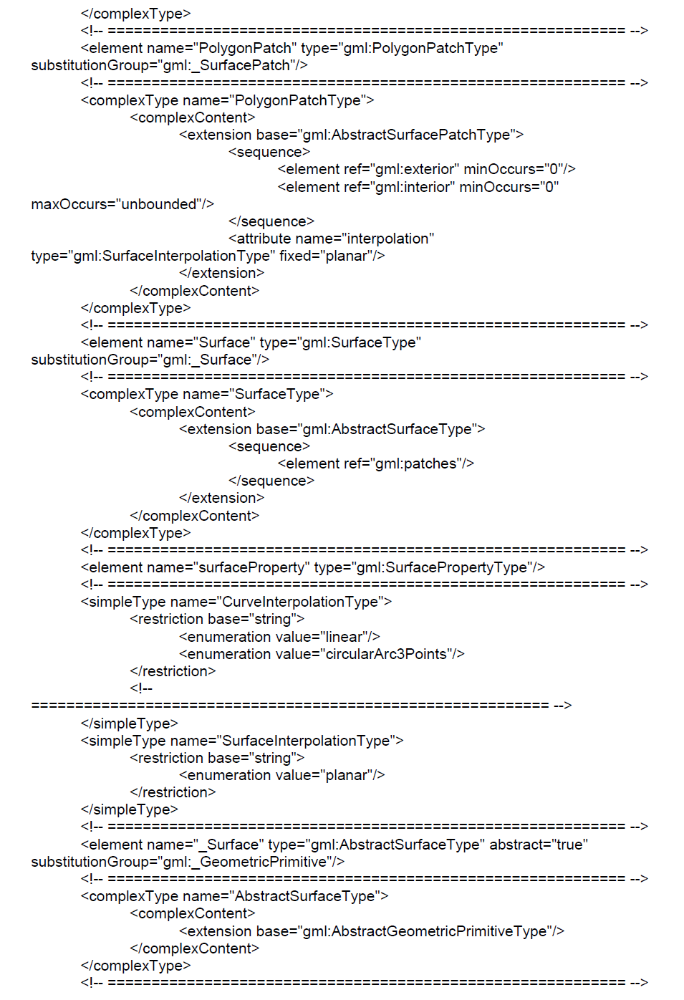 </complexType>
<!-- =========================================================== -->
<element name="PolygonPatch" type="gml:PolygonPatchType"
substitutionGroup="gml:_SurfacePatch"/>
<!-- =========================================================== -->
<complexType name="PolygonPatchType">
<complexContent>
<extension base="gml:AbstractSurfacePatchType">
<sequence>
<element ref="gml:exterior" minOccurs="0"/>
<element ref="gml:interior" minOccurs="0"
maxOccurs="unbounded"/>
</sequence>
<attribute name="interpolation"
type="gml:SurfaceInterpolationType" fixed="planar"/>
</extension>
</complexContent>
</complexType>
<!-- =========================================================== -->
<element name="Surface" type="gml:SurfaceType"
substitutionGroup="gml:_Surface"/>
<!-- =========================================================== -->
<complexType name="SurfaceType">
<complexContent>
<extension base="gml:AbstractSurfaceType">
<sequence>
<element ref="gml:patches"/>
</sequence>
</extension>
</complexContent>
</complexType>
<!-- =========================================================== -->
<element name="surfaceProperty" type="gml:SurfacePropertyType"/>
<!-- =========================================================== -->
<simpleType name="CurveInterpolationType">
<restriction base="string">
<enumeration value="linear"/>
<enumeration value="circularArc3Points"/>
</restriction>
<!--
=========================================================== -->
</simpleType>
<simpleType name="SurfaceInterpolationType">
<restriction base="string">
<enumeration value="planar"/>
</restriction>
</simpleType>
<!-- =========================================================== -->
<element name="_Surface" type="gml:AbstractSurfaceType" abstract="true"
substitutionGroup="gml:_GeometricPrimitive"/>
<!-- =========================================================== -->
<complexType name="AbstractSurfaceType">
<complexContent>
<extension base="gml:AbstractGeometricPrimitiveType"/>
</complexContent>
</complexType>
<!-- =========================================================== -->